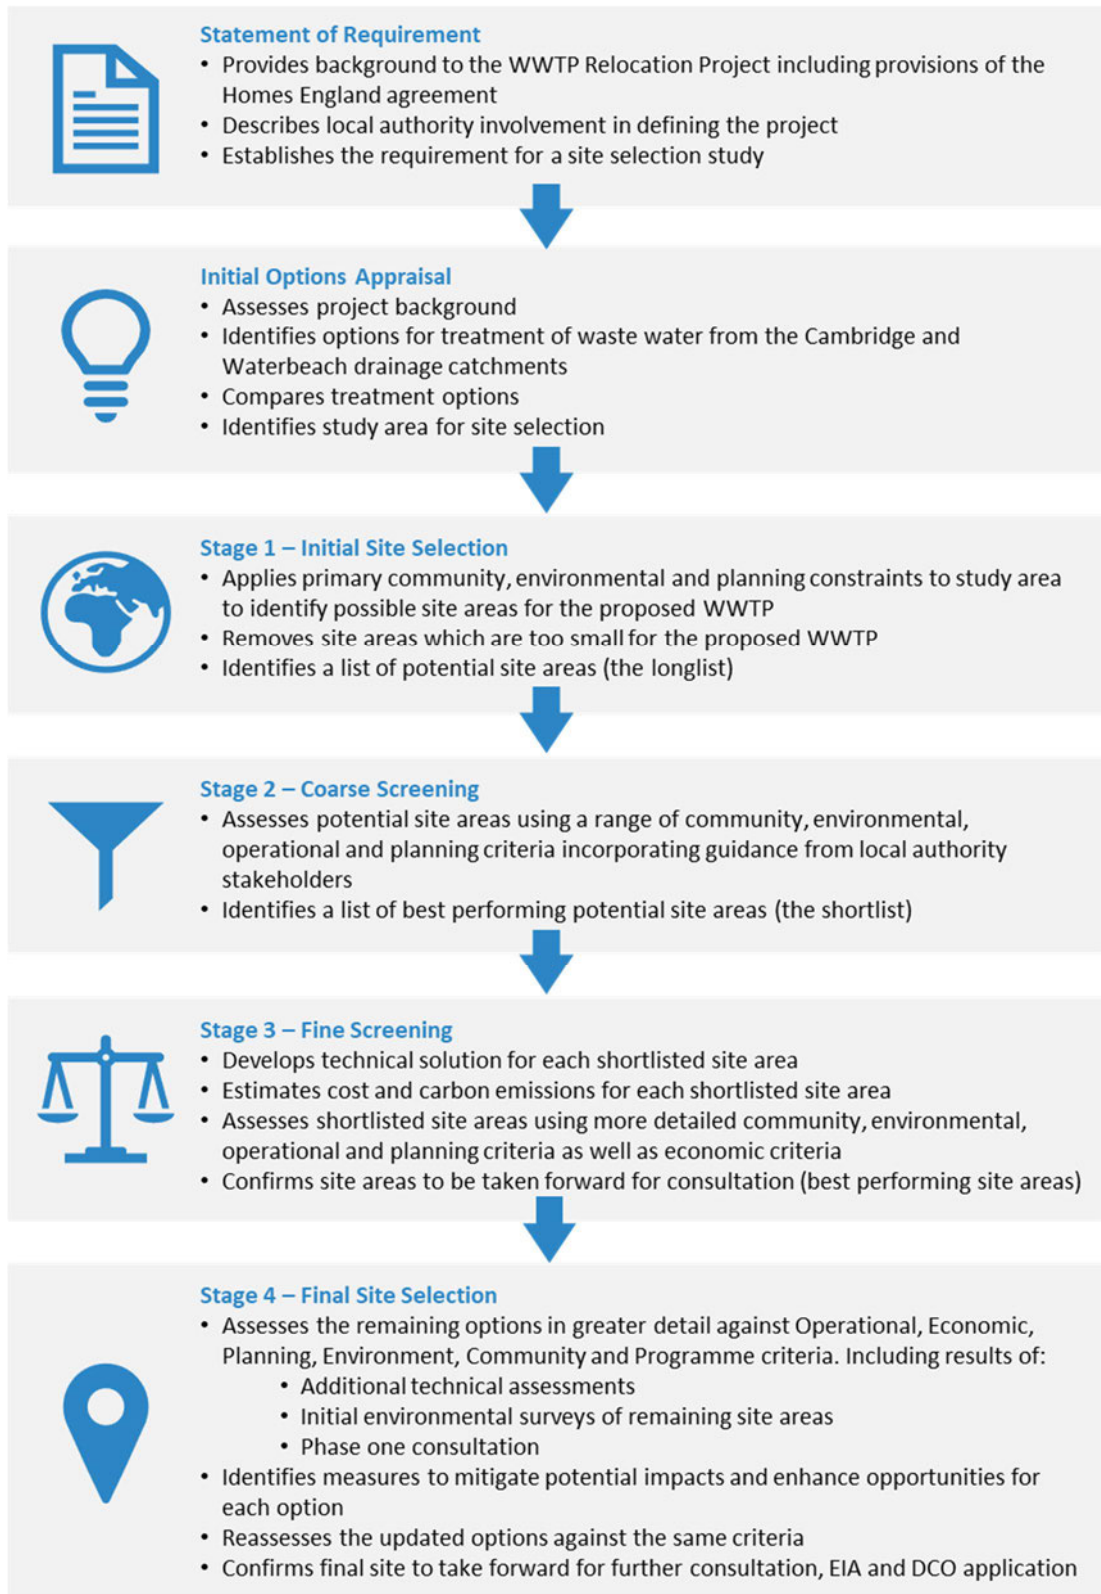 Statement of Requirement
• Provides background to the WWTP Relocation Project including provisions of the
Homes England agreement
• Describes local authority involvement in defining the project
• Establishes the requirement for a site selection study
Initial Options Appraisal
• Assesses project background
• Identifies options for treatment of waste water from the Cambridge and
Waterbeach drainage catchments
• Compares treatment options
• Identifies study area for site selection
Stage 1 – Initial Site Selection
• Applies primary community, environmental and planning constraints to study area
to identify possible site areas for the proposed WWTP
• Removes site areas which are too small for the proposed WWTP
• Identifies a list of potential site areas (the longlist)
Stage 2 – Coarse Screening
• Assesses potential site areas using a range of community, environmental,
operational and planning criteria incorporating guidance from local authority
stakeholders
• Identifies a list of best performing potential site areas (the shortlist)
Stage 3 – Fine Screening
• Develops technical solution for each shortlisted site area
• Estimates cost and carbon emissions for each shortlisted site area
• Assesses shortlisted site areas using more detailed community, environmental,
operational and planning criteria as well as economic criteria
• Confirms site areas to be taken forward for consultation (best performing site areas)
Stage 4 – Final Site Selection
• Assesses the remaining options in greater detail against Operational, Economic,
Planning, Environment, Community and Programme criteria. Including results of:
• Additional technical assessments
• Initial environmental surveys of remaining site areas
• Phase one consultation
• Identifies measures to mitigate potential impacts and enhance opportunities for
each option
• Reassesses the updated options against the same criteria
• Confirms final site to take forward for further consultation, EIA and DCO application